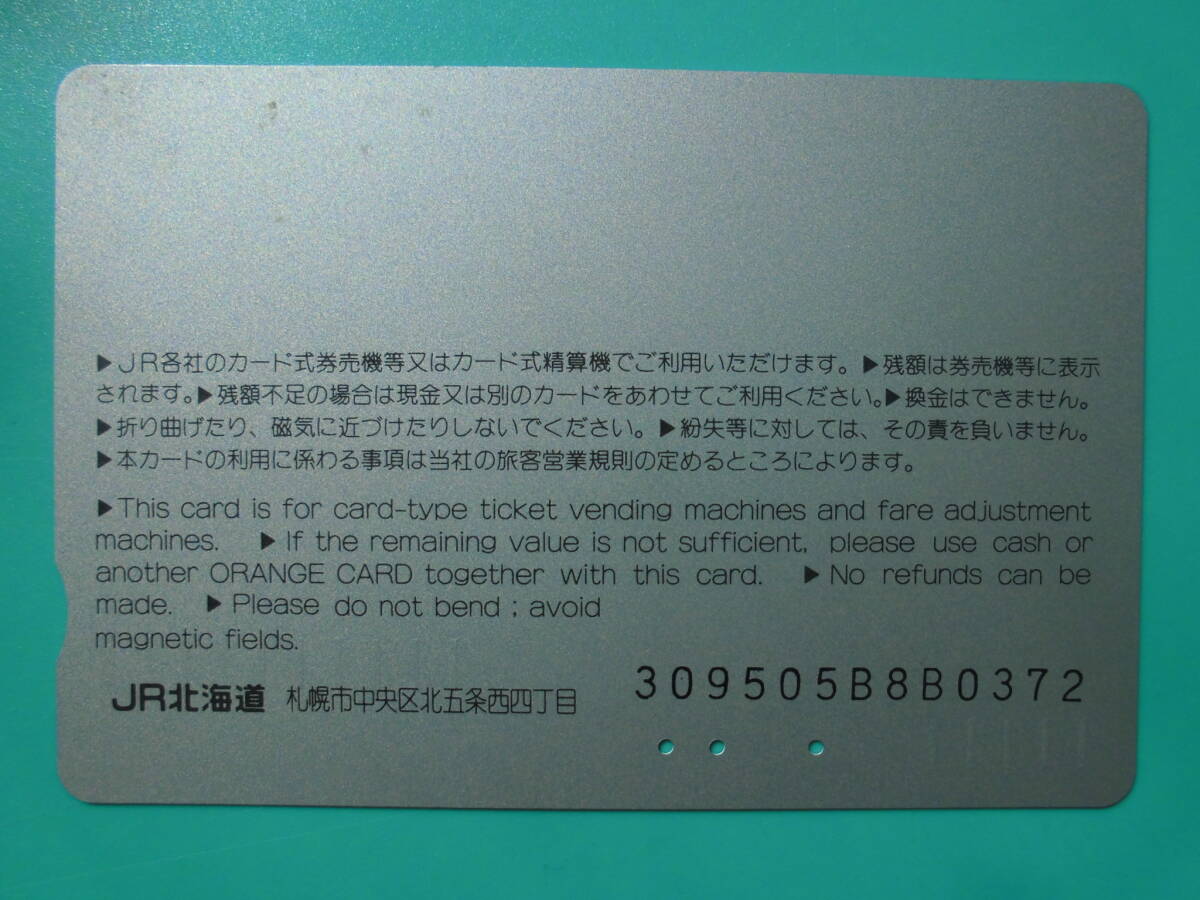 ▶JR各社のカード式券売機等又はカード式精算機でご利用いただけます。▶残額は券売機等に表示
されます。▶残額不足の場合は現金又は別のカードをあわせてご利用ください。▶換金はできません。
▶折り曲げたり、磁気に近づけたりしないでください。▶紛失等に対しては、その責を負いません。
▶本カードの利用に係わる事項は当社の旅客営業規則の定めるところによります。
▶This card is for card-type ticket vending machines and fare adjustment
machines. ▶If the remaining value is not sufficient, please use cash or
another ORANGE CARD together with this card. ▶No refunds can be
made. ▶Please do not bend ; avoid
magnetic fields.
JR北海道 札幌市中央区北五条西四丁目
309505B8B0372